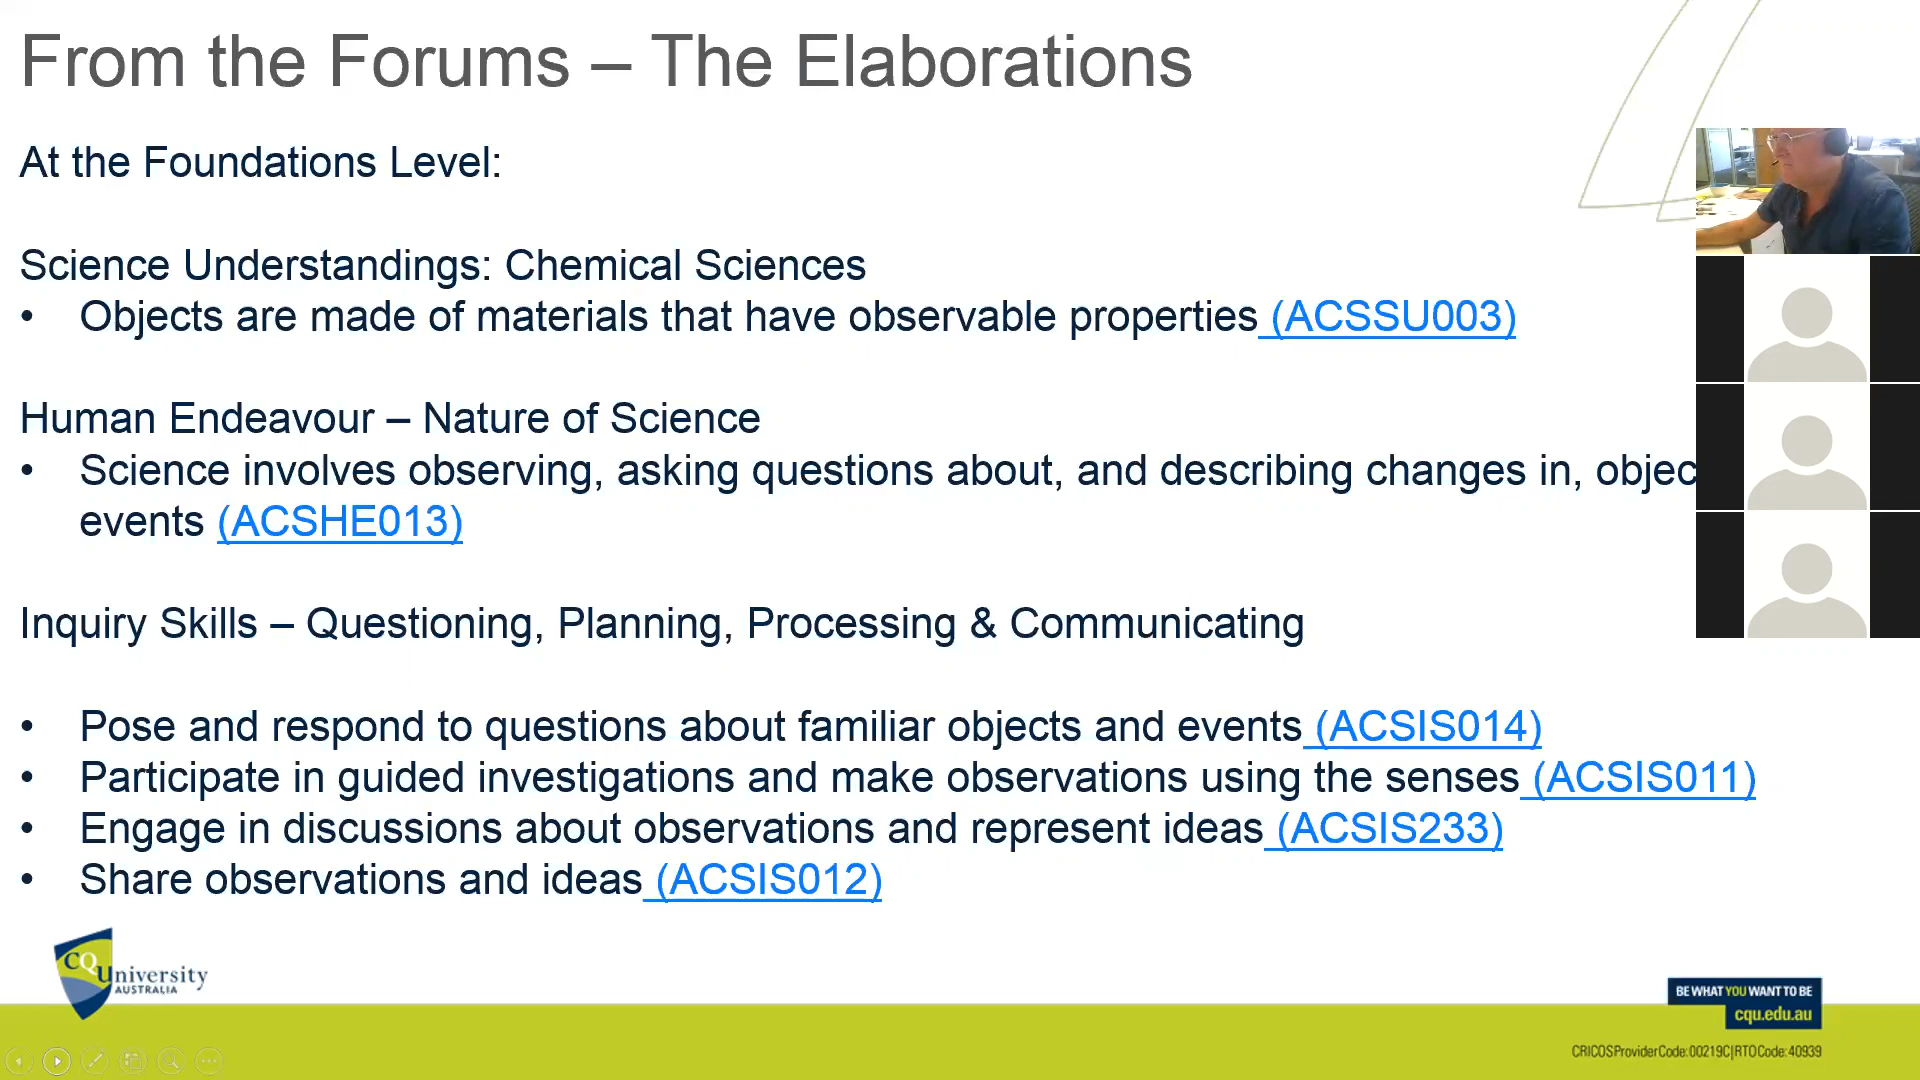 From the Forums – The Elaborations
At the Foundations Level:
Science Understandings: Chemical Sciences
• Objects are made of materials that have observable properties (ACSSU003)
Human Endeavour – Nature of Science
• Science involves observing, asking questions about, and describing changes in, objec
events (ACSHE013)
Inquiry Skills – Questioning, Planning, Processing & Communicating
• Pose and respond to questions about familiar objects and events (ACSIS014)
• Participate in guided investigations and make observations using the senses (ACSIS011)
• Engage in discussions about observations and represent ideas (ACSIS233)
• Share observations and ideas (ACSIS012)
CQUniversity
AUSTRALIA
BE WHAT YOU WANT TO BE
cqu.edu.au
CRICOS Provider Code: 00219C | RTO Code: 40939